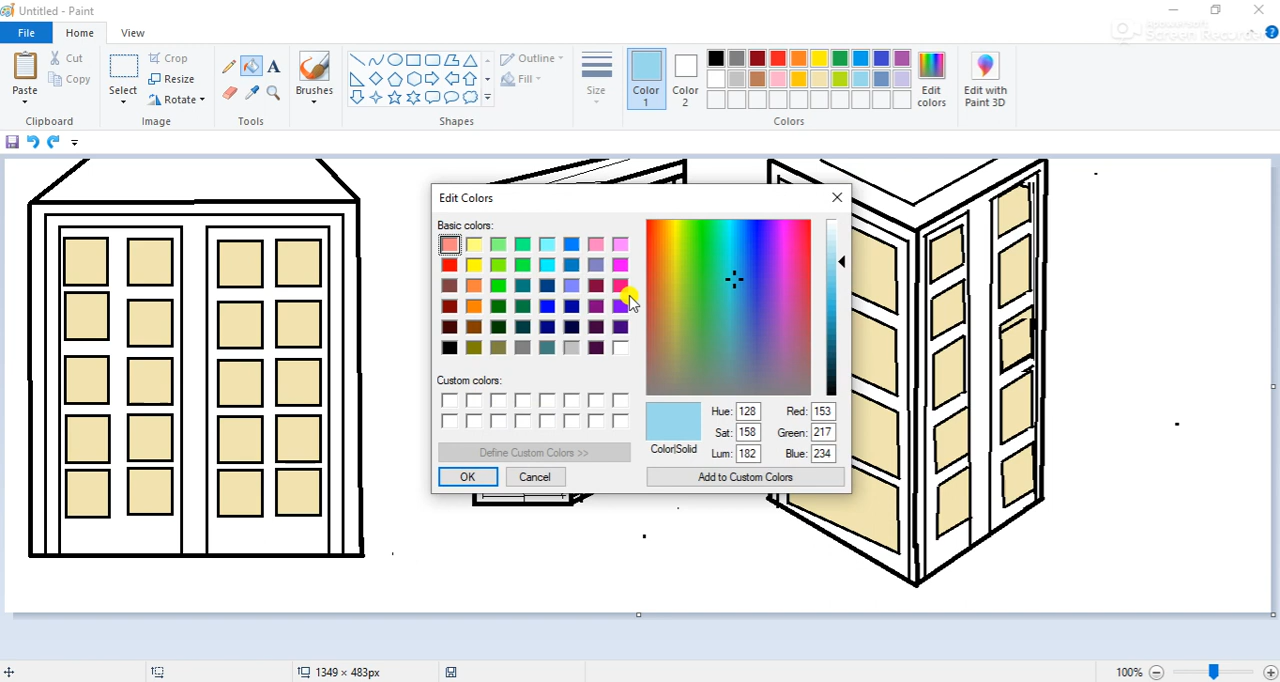 Untitled - Paint
File Home View
Paste Cut Copy
Clipboard
Select Crop Resize Rotate
Image
A
Tools
Brushes
Outline Fill
Shapes
Size
Color 1 Color 2
Edit colors
Colors
Edit with Paint 3D
?
Edit Colors
Basic colors:
Custom colors:
Define Custom Colors >>
OK Cancel
Color|Solid
Hue: 128 Red: 153
Sat: 158 Green: 217
Lum: 182 Blue: 234
Add to Custom Colors
1349 × 483px 100%